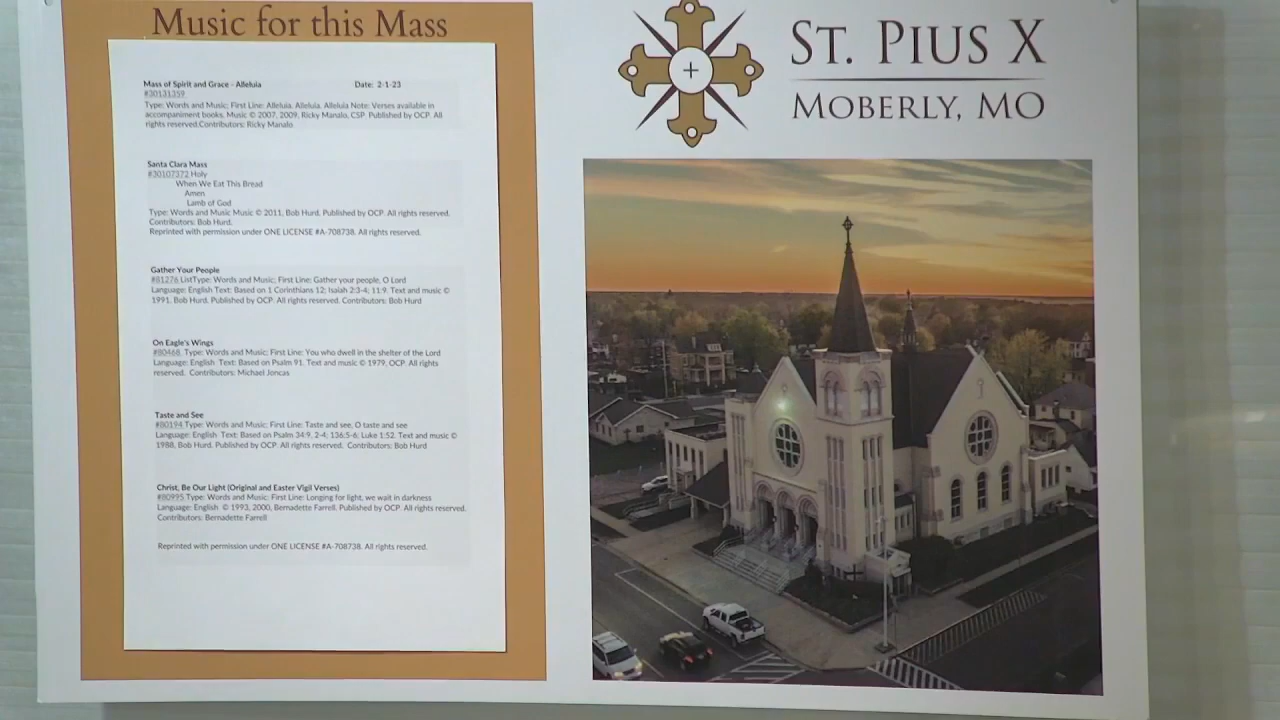 Music for this Mass
Mass of Spirit and Grace - Alleluia Date: 2-1-23
#30131359
Type: Words and Music; First Line: Alleluia, Alleluia, Alleluia Note: Verses available in
accompaniment books. Music © 2007, 2009, Ricky Manalo, CSP. Published by OCP. All
rights reserved.Contributors: Ricky Manalo
Santa Clara Mass
#30107372 Holy
When We Eat This Bread
Amen
Lamb of God
Type: Words and Music Music © 2011, Bob Hurd. Published by OCP. All rights reserved.
Contributors: Bob Hurd.
Reprinted with permission under ONE LICENSE #A-708738. All rights reserved.
Gather Your People
#81276 ListType: Words and Music; First Line: Gather your people, O Lord
Language: English Text: Based on 1 Corinthians 12; Isaiah 2:3-4; 11:9. Text and music ©
1991, Bob Hurd. Published by OCP. All rights reserved. Contributors: Bob Hurd
On Eagle's Wings
#80468 Type: Words and Music; First Line: You who dwell in the shelter of the Lord
Language: English Text: Based on Psalm 91. Text and music © 1979, OCP. All rights
reserved. Contributors: Michael Joncas
Taste and See
#80194 Type: Words and Music; First Line: Taste and see, O taste and see
Language: English Text: Based on Psalm 34:9, 2-4; 136:5-6; Luke 1:52. Text and music ©
1988, Bob Hurd. Published by OCP. All rights reserved. Contributors: Bob Hurd
Christ, Be Our Light (Original and Easter Vigil Verses)
#80995 Type: Words and Music; First Line: Longing for light, we wait in darkness
Language: English © 1993, 2000, Bernadette Farrell. Published by OCP. All rights reserved.
Contributors: Bernadette Farrell
Reprinted with permission under ONE LICENSE #A-708738. All rights reserved.
ST. PIUS X
MOBERLY, MO